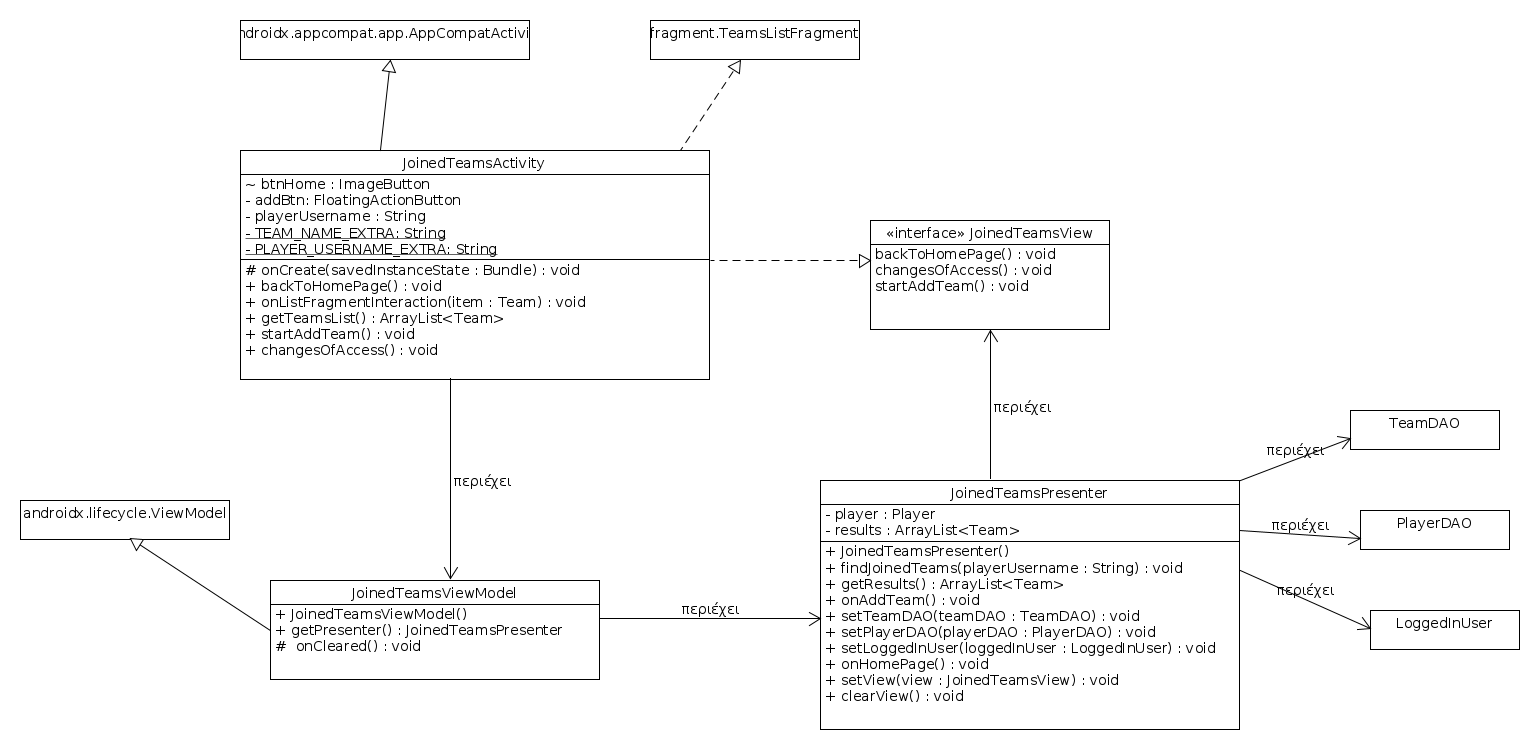 ndroidx.appcompat.app.AppCompatActivi
fragment.TeamsListFragment
JoinedTeamsActivity
~ btnHome : ImageButton
- addBtn: FloatingActionButton
- playerUsername : String
- TEAM_NAME_EXTRA: String
- PLAYER_USERNAME_EXTRA: String
# onCreate(savedInstanceState : Bundle) : void
+ backToHomePage() : void
+ onListFragmentInteraction(item : Team) : void
+ getTeamsList() : ArrayList<Team>
+ startAddTeam() : void
+ changesOfAccess() : void
«interface» JoinedTeamsView
backToHomePage() : void
changesOfAccess() : void
startAddTeam() : void
περιέχει
περιέχει
περιέχει
TeamDAO
androidx.lifecycle.ViewModel
JoinedTeamsViewModel
+ JoinedTeamsViewModel()
+ getPresenter() : JoinedTeamsPresenter
#  onCleared() : void
περιέχει
JoinedTeamsPresenter
- player : Player
- results : ArrayList<Team>
+ JoinedTeamsPresenter()
+ findJoinedTeams(playerUsername : String) : void
+ getResults() : ArrayList<Team>
+ onAddTeam() : void
+ setTeamDAO(teamDAO : TeamDAO) : void
+ setPlayerDAO(playerDAO : PlayerDAO) : void
+ setLoggedInUser(loggedInUser : LoggedInUser) : void
+ onHomePage() : void
+ setView(view : JoinedTeamsView) : void
+ clearView() : void
περιέχει
PlayerDAO
περιέχει
LoggedInUser